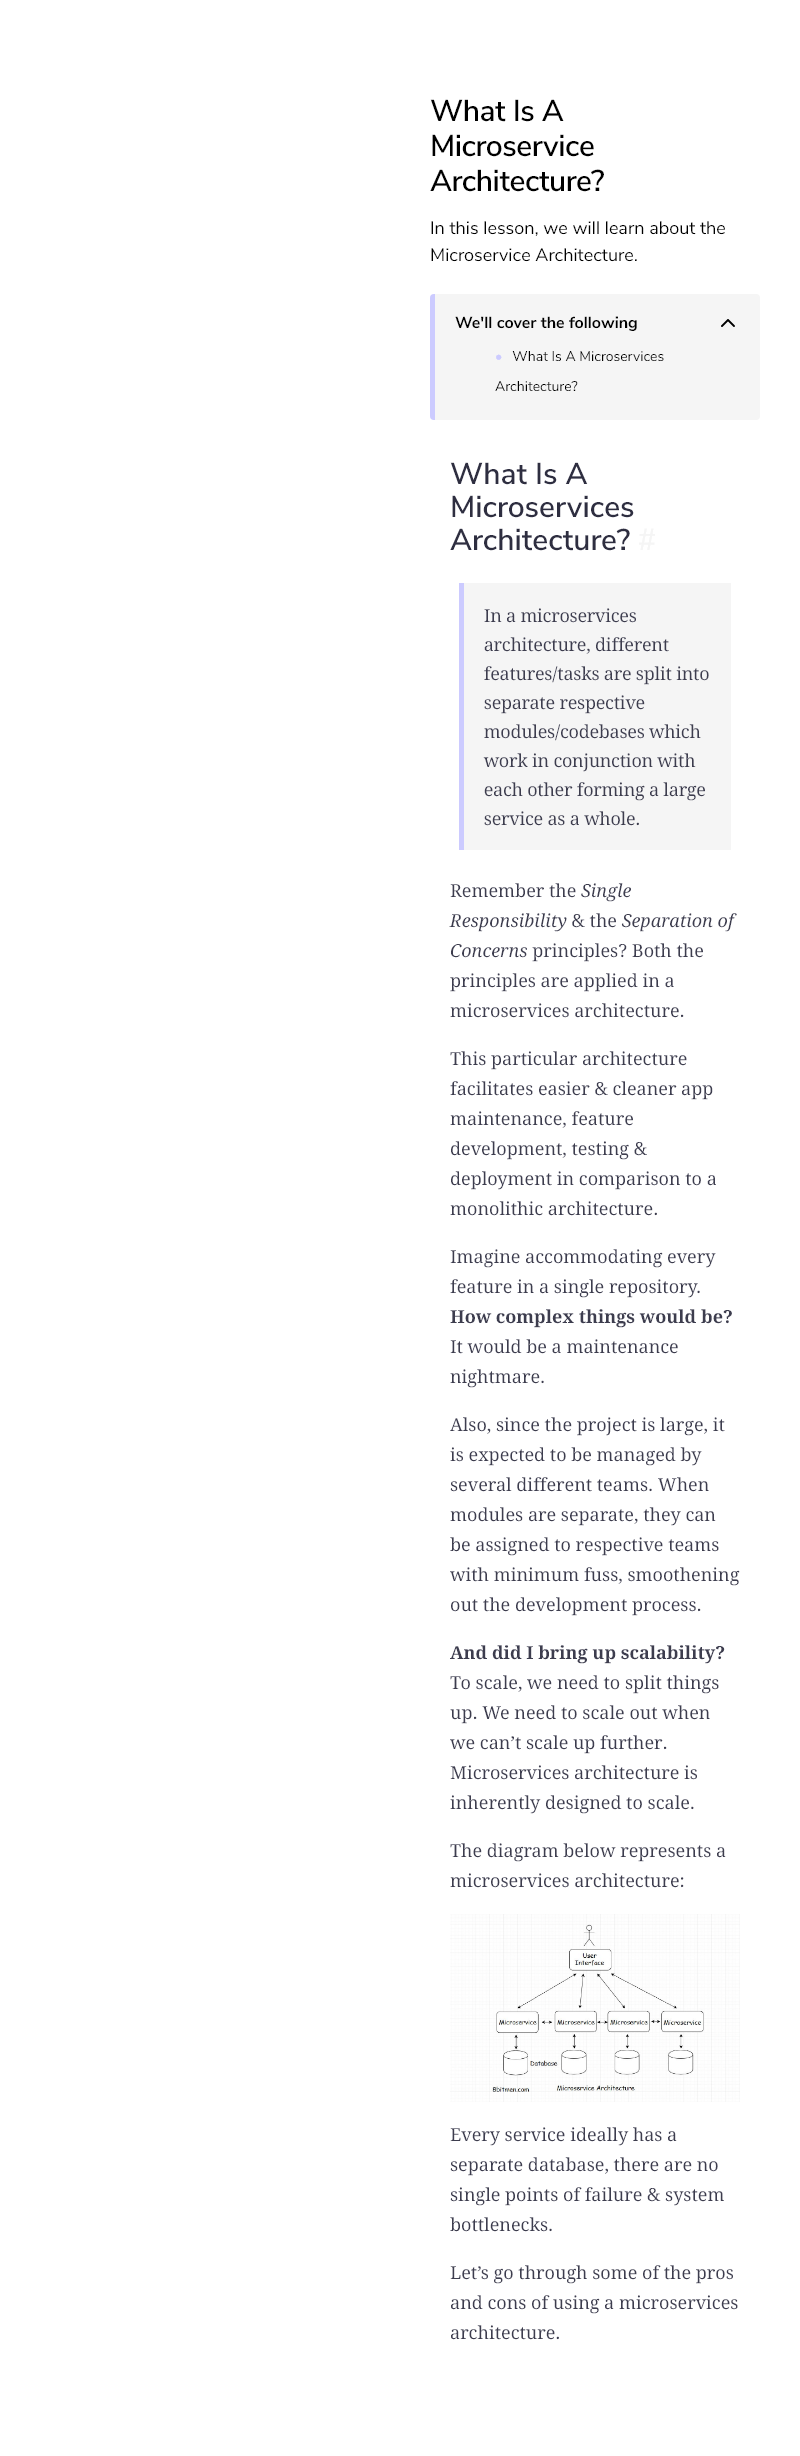 What Is A
Microservice
Architecture?
In this lesson, we will learn about the
Microservice Architecture.
We'll cover the following
What Is A Microservices
Architecture?
What Is A
Microservices
Architecture? #
In a microservices
architecture, different
features/tasks are split into
separate respective
modules/codebases which
work in conjunction with
each other forming a large
service as a whole.
Remember the Single
Responsibility & the Separation of
Concerns principles? Both the
principles are applied in a
microservices architecture.
This particular architecture
facilitates easier & cleaner app
maintenance, feature
development, testing &
deployment in comparison to a
monolithic architecture.
Imagine accommodating every
feature in a single repository.
How complex things would be?
It would be a maintenance
nightmare.
Also, since the project is large, it
is expected to be managed by
several different teams. When
modules are separate, they can
be assigned to respective teams
with minimum fuss, smoothening
out the development process.
And did I bring up scalability?
To scale, we need to split things
up. We need to scale out when
we can’t scale up further.
Microservices architecture is
inherently designed to scale.
The diagram below represents a
microservices architecture:
User
Interface
Microservice Microservice Microservice Microservice
Database
8bitmen.com Microservice Architecture
Every service ideally has a
separate database, there are no
single points of failure & system
bottlenecks.
Let’s go through some of the pros
and cons of using a microservices
architecture.